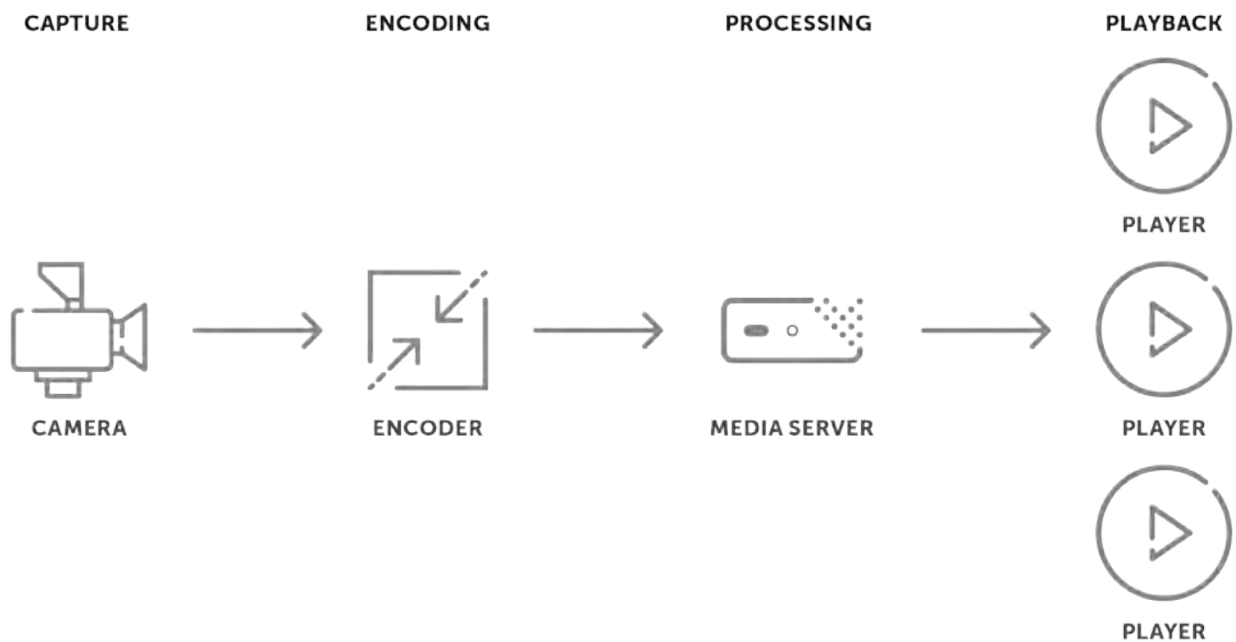 CAPTURE
ENCODING
PROCESSING
PLAYBACK
PLAYER
CAMERA
ENCODER
MEDIA SERVER
PLAYER
PLAYER